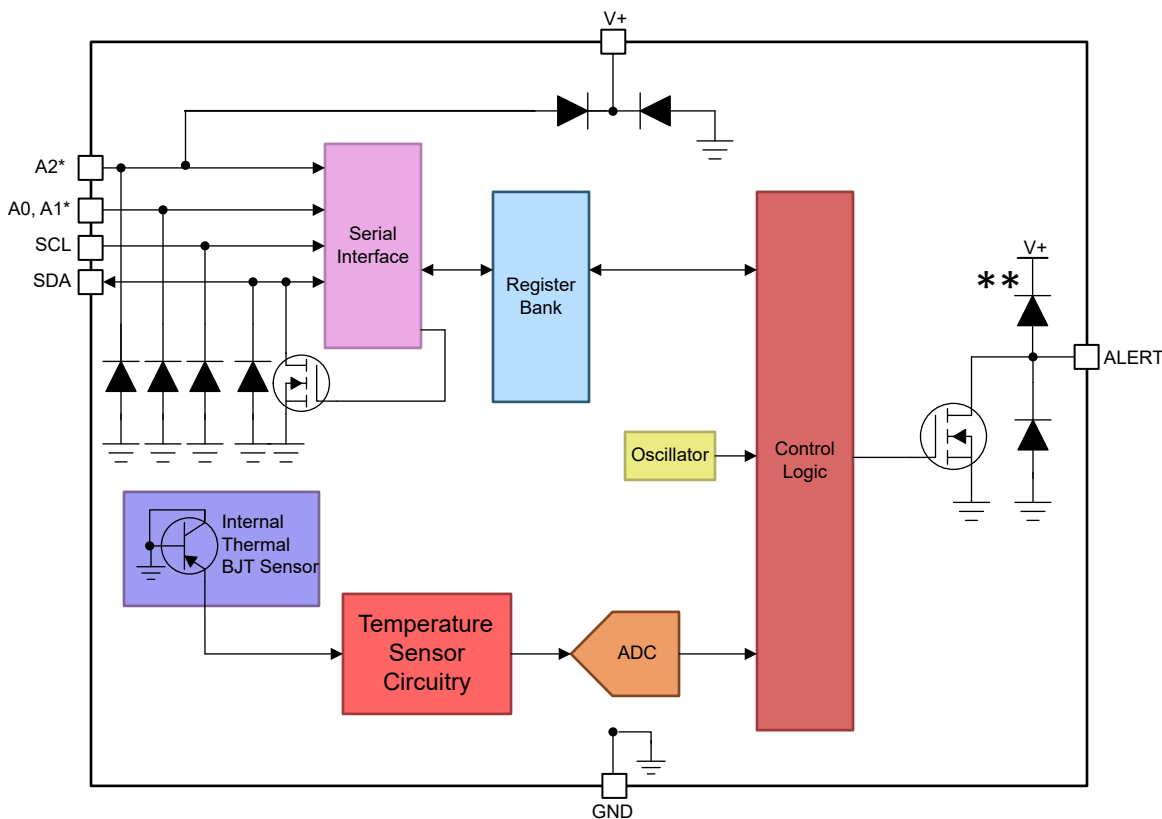 V+
A2*
A0, A1*
SCL
SDA
Serial
Interface
Register
Bank
V+
**
ALERT
Oscillator
Control
Logic
Internal
Thermal
BJT Sensor
Temperature
Sensor
Circuitry
ADC
GND